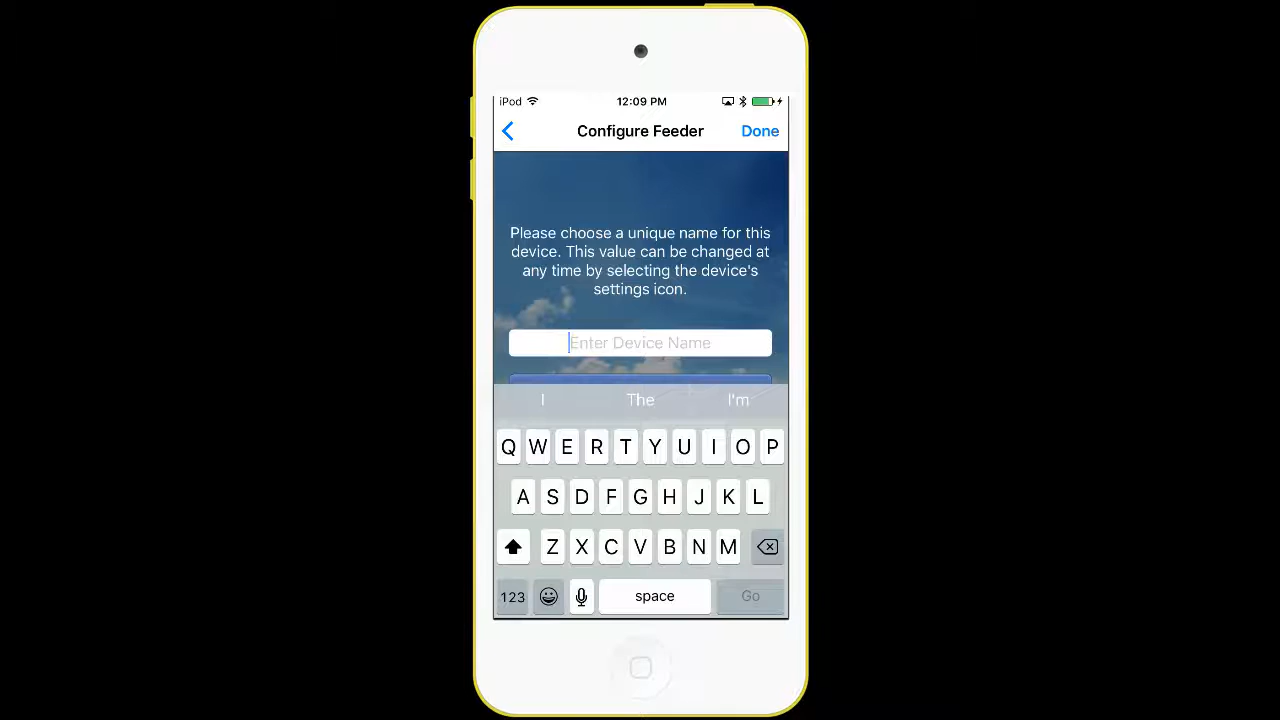 iPod 12:09 PM
Configure Feeder Done
Please choose a unique name for this
device. This value can be changed at
any time by selecting the device's
settings icon.
Enter Device Name
I The I'm
Q W E R T Y U I O P
A S D F G H J K L
Z X C V B N M
123 space Go